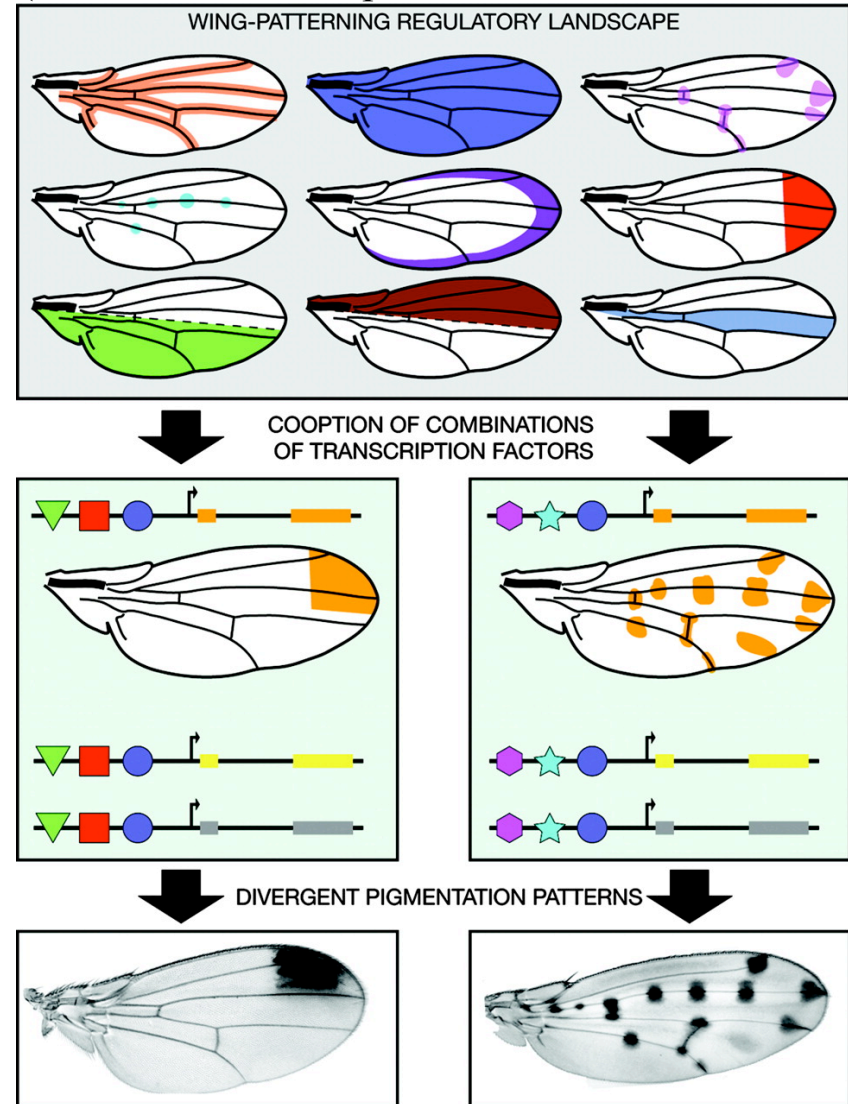 WING-PATTERNING REGULATORY LANDSCAPE
COOPTION OF COMBINATIONS
OF TRANSCRIPTION FACTORS
DIVERGENT PIGMENTATION PATTERNS